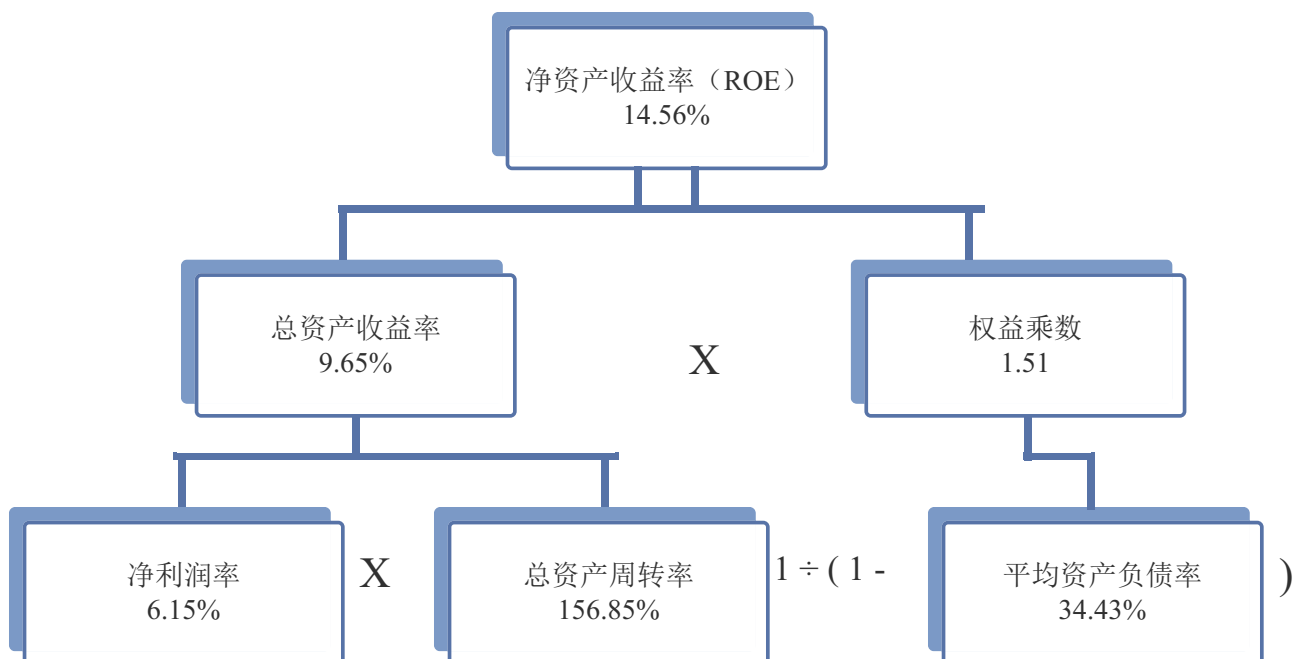 净资产收益率（ROE）
14.56%
总资产收益率
9.65%
X
权益乘数
1.51
净利润率
6.15%
X
总资产周转率
156.85%
1 ÷ ( 1 -
平均资产负债率
34.43%
)